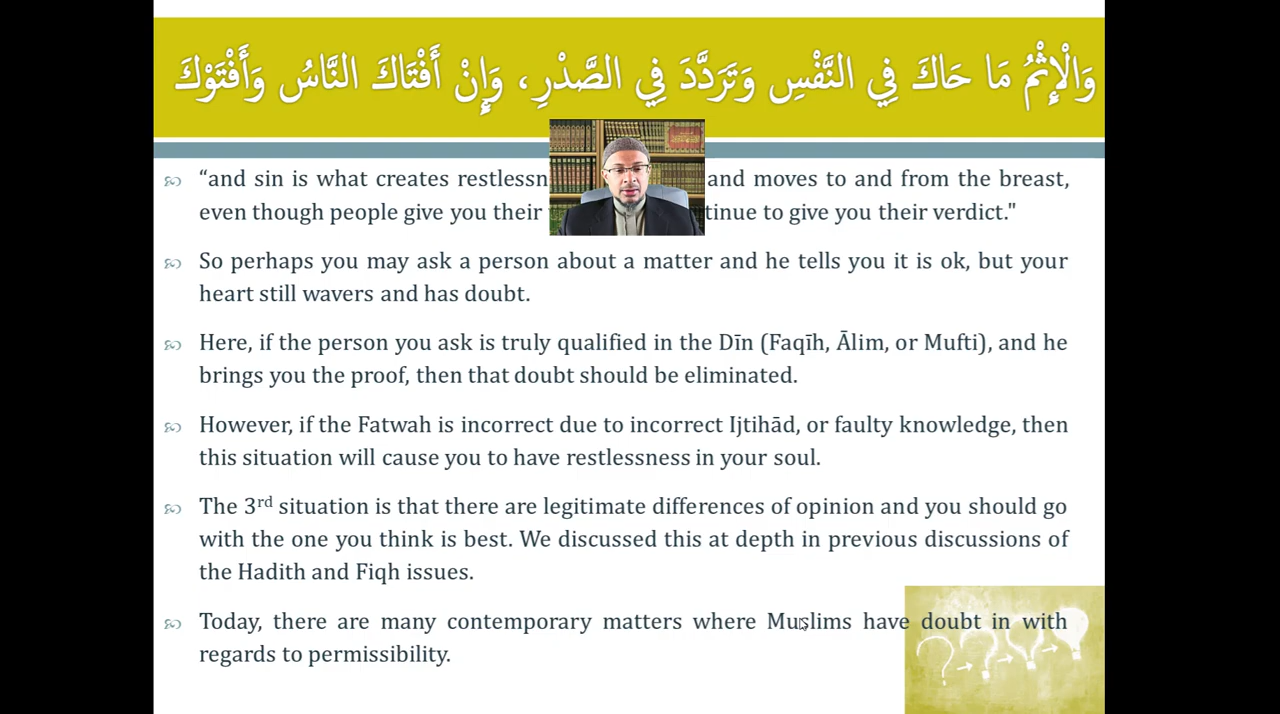 وَالْإِثْمُ مَا حَاكَ فِي النَّفْسِ وَتَرَدَّدَ فِي الصَّدْرِ، وَإِنْ أَفْتَاكَ النَّاسُ وَأَفْتَوْكَ
“and sin is what creates and moves to and from the breast,
even though people give you their to give you their verdict."
So perhaps you may ask a person about a matter and he tells you it is ok, but your
heart still wavers and has doubt.
Here, if the person you ask is truly qualified in the Dīn (Faqīh, Ālim, or Mufti), and he
brings you the proof, then that doubt should be eliminated.
However, if the Fatwah is incorrect due to incorrect Ijtihād, or faulty knowledge, then
this situation will cause you to have restlessness in your soul.
The 3rd situation is that there are legitimate differences of opinion and you should go
with the one you think is best. We discussed this at depth in previous discussions of
the Hadith and Fiqh issues.
Today, there are many contemporary matters where Muslims have doubt in with
regards to permissibility.